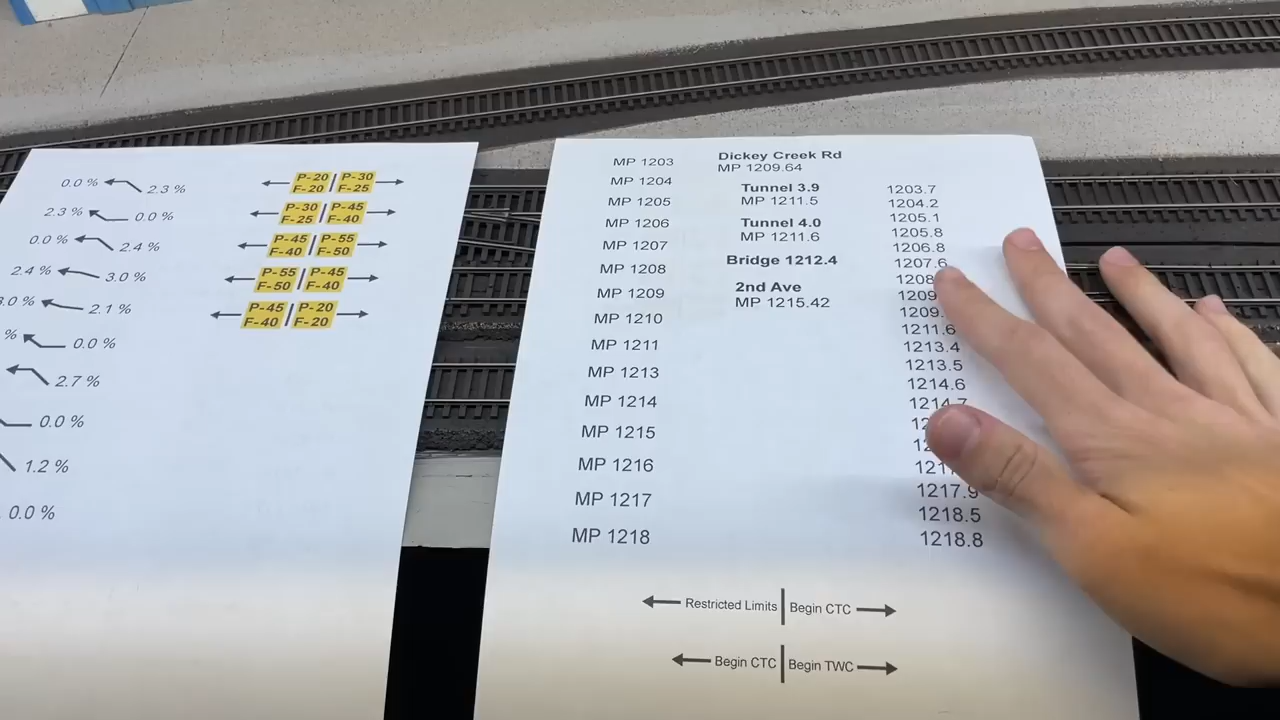 0.0 % 2.3 %
2.3 % 0.0 %
0.0 % 2.4 %
2.4 % 3.0 %
3.0 % 2.1 %
% 0.0 %
2.7 %
0.0 %
1.2 %
0.0 %
P-20 P-30
F-20 F-25
P-30 P-45
F-25 F-40
P-45 P-55
F-40 F-50
P-55 P-45
F-50 F-40
P-45 P-20
F-40 F-20
MP 1203
MP 1204
MP 1205
MP 1206
MP 1207
MP 1208
MP 1209
MP 1210
MP 1211
MP 1213
MP 1214
MP 1215
MP 1216
MP 1217
MP 1218
Dickey Creek Rd
MP 1209.64
Tunnel 3.9
MP 1211.5
Tunnel 4.0
MP 1211.6
Bridge 1212.4
2nd Ave
MP 1215.42
1203.7
1204.2
1205.1
1205.8
1206.8
1207.6
1208
1209
1209.
1211.6
1213.4
1213.5
1214.6
1214.7
1217.9
1218.5
1218.8
Restricted Limits Begin CTC
Begin CTC Begin TWC